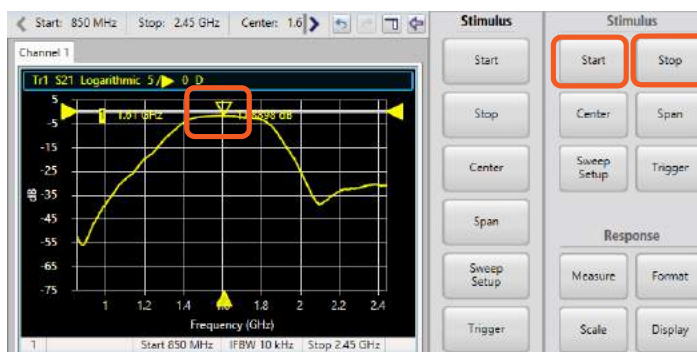 Start: 850 MHz Stop: 2.45 GHz Center: 1.6
Channel 1
Tr1 S21 Logarithmic 5/ 0 D
1 1.61 GHz
5
-5
-15
-25
-35
-45
-55
-65
-75
dB
1 1.2 1.4 1.8 2 2.2 2.4
Frequency (GHz)
1 Start 850 MHz IFBW 10 kHz Stop 2.45 GHz
Stimulus
Start
Stop
Center
Span
Sweep
Setup
Trigger
Stimulus
Start Stop
Center Span
Sweep
Setup
Trigger
Response
Measure Format
Scale Display